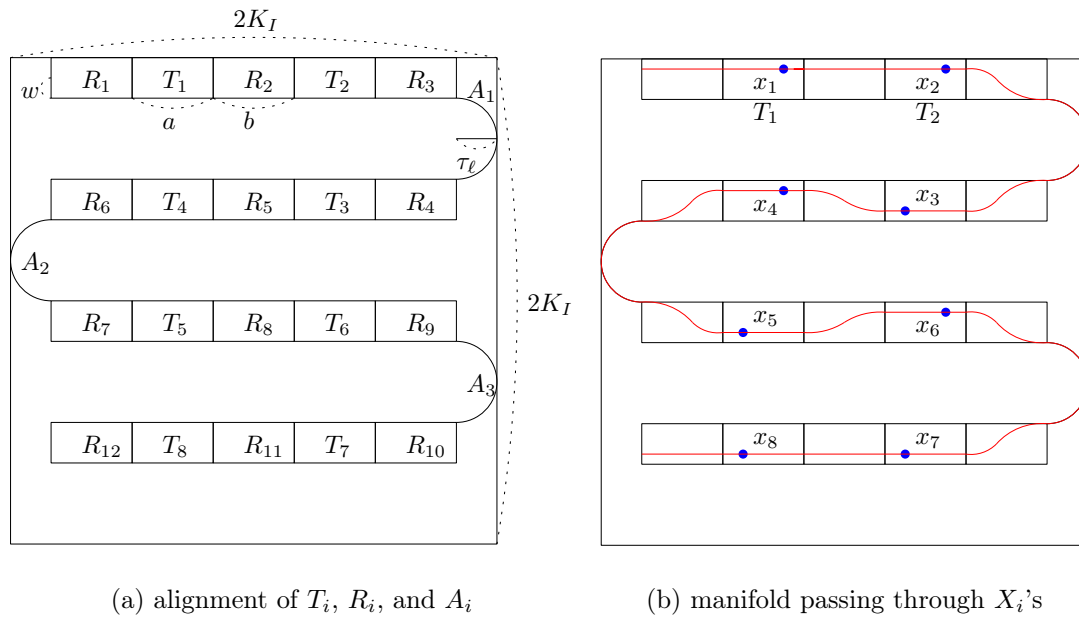 2K_I
w
R_1 T_1 R_2 T_2 R_3
A_1
a b
τ_ℓ
R_6 T_4 R_5 T_3 R_4
A_2
2K_I
R_7 T_5 R_8 T_6 R_9
A_3
R_12 T_8 R_11 T_7 R_10
(a) alignment of T_i, R_i, and A_i
x_1 x_2
T_1 T_2
x_4 x_3
x_5 x_6
x_8 x_7
(b) manifold passing through X_i's